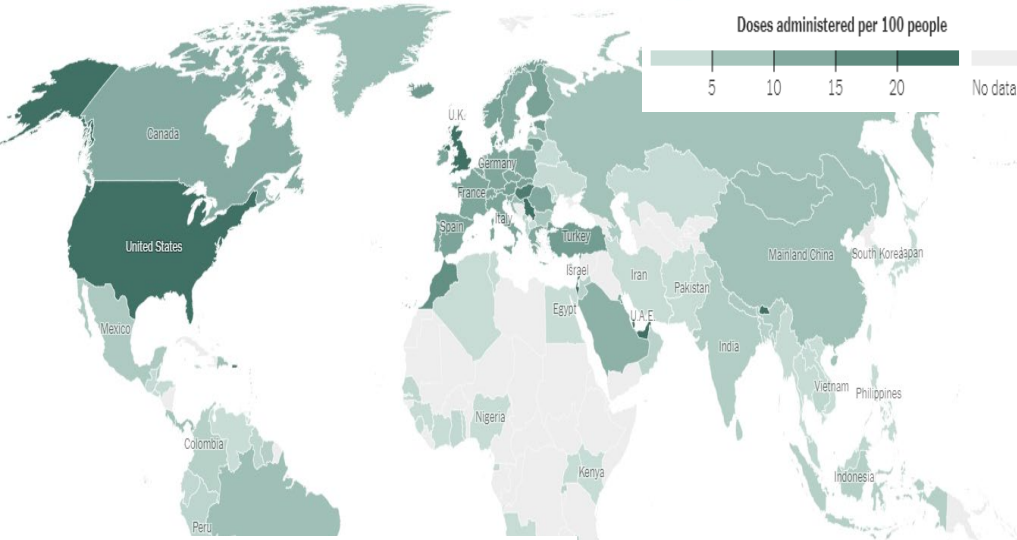 Doses administered per 100 people
5 10 15 20
No data
U.K.
Canada
Germany
France
Italy
Spain
United States
Turkey
Mainland China
South Korea
Japan
Israel
Iran
Pakistan
Mexico
Egypt
U.A.E.
India
Vietnam
Philippines
Nigeria
Colombia
Kenya
Indonesia
Peru